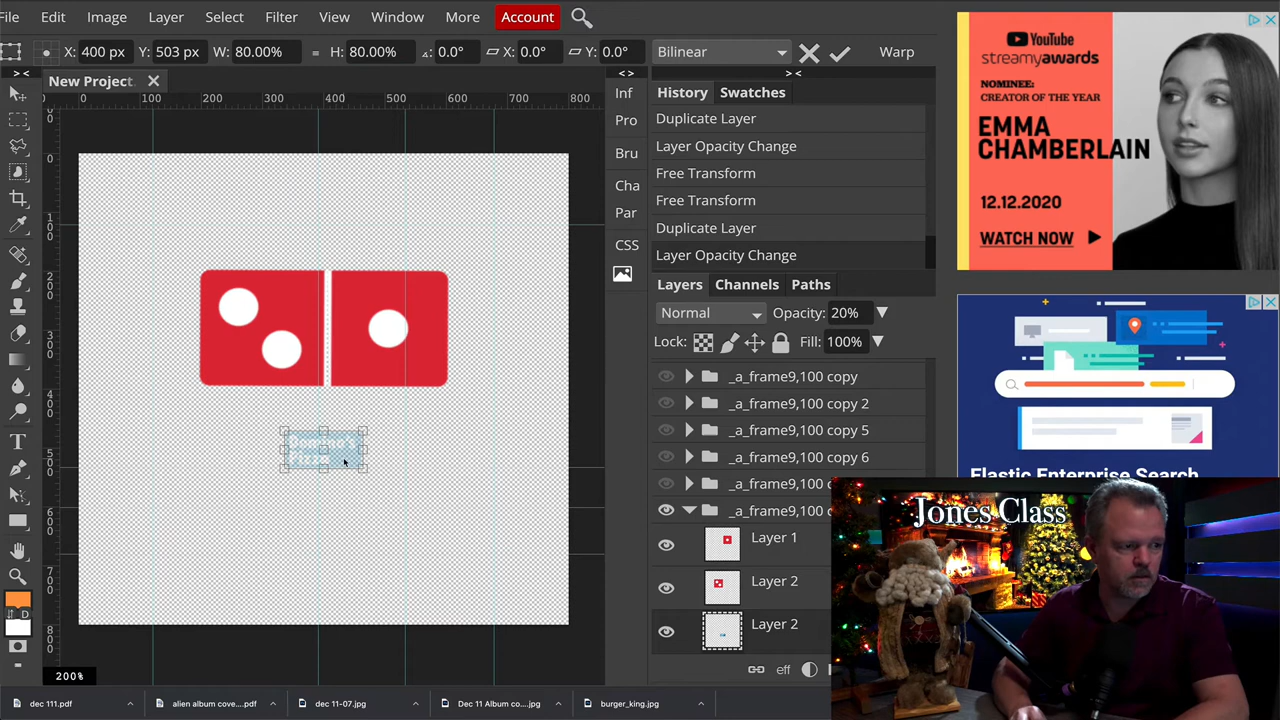 File Edit Image Layer Select Filter View Window More Account
X: 400 px Y: 503 px W: 80.00% = H: 80.00% 0.0° X: 0.0° Y: 0.0° Bilinear Warp
New Project
0 100 200 300 400 500 600 700 800
History Swatches
Duplicate Layer
Layer Opacity Change
Free Transform
Free Transform
Duplicate Layer
Layer Opacity Change
Inf
Pro
Bru
Cha
Par
CSS
Layers Channels Paths
Normal Opacity: 20%
Lock: Fill: 100%
_a_frame9,100 copy
_a_frame9,100 copy 2
_a_frame9,100 copy 5
_a_frame9,100 copy 6
_a_frame9,100
_a_frame9,100
Layer 1
Layer 2
Layer 2
eff
200%
YouTube
streamyawards
NOMINEE:
CREATOR OF THE YEAR
EMMA
CHAMBERLAIN
12.12.2020
WATCH NOW
Elastic Enterprise Search
Jones Class
dec 111.pdf
alien album cove....pdf
dec 11-07.jpg
Dec 11 Album co....jpg
burger_king.jpg